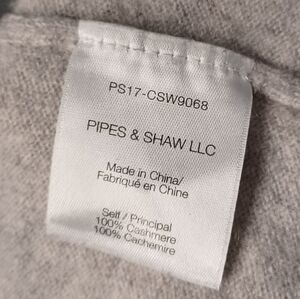 PS17-CSW9068
PIPES & SHAW LLC
Made in China/
Fabriqué en Chine
Self / Principal
100% Cashmere
100% Cachemire